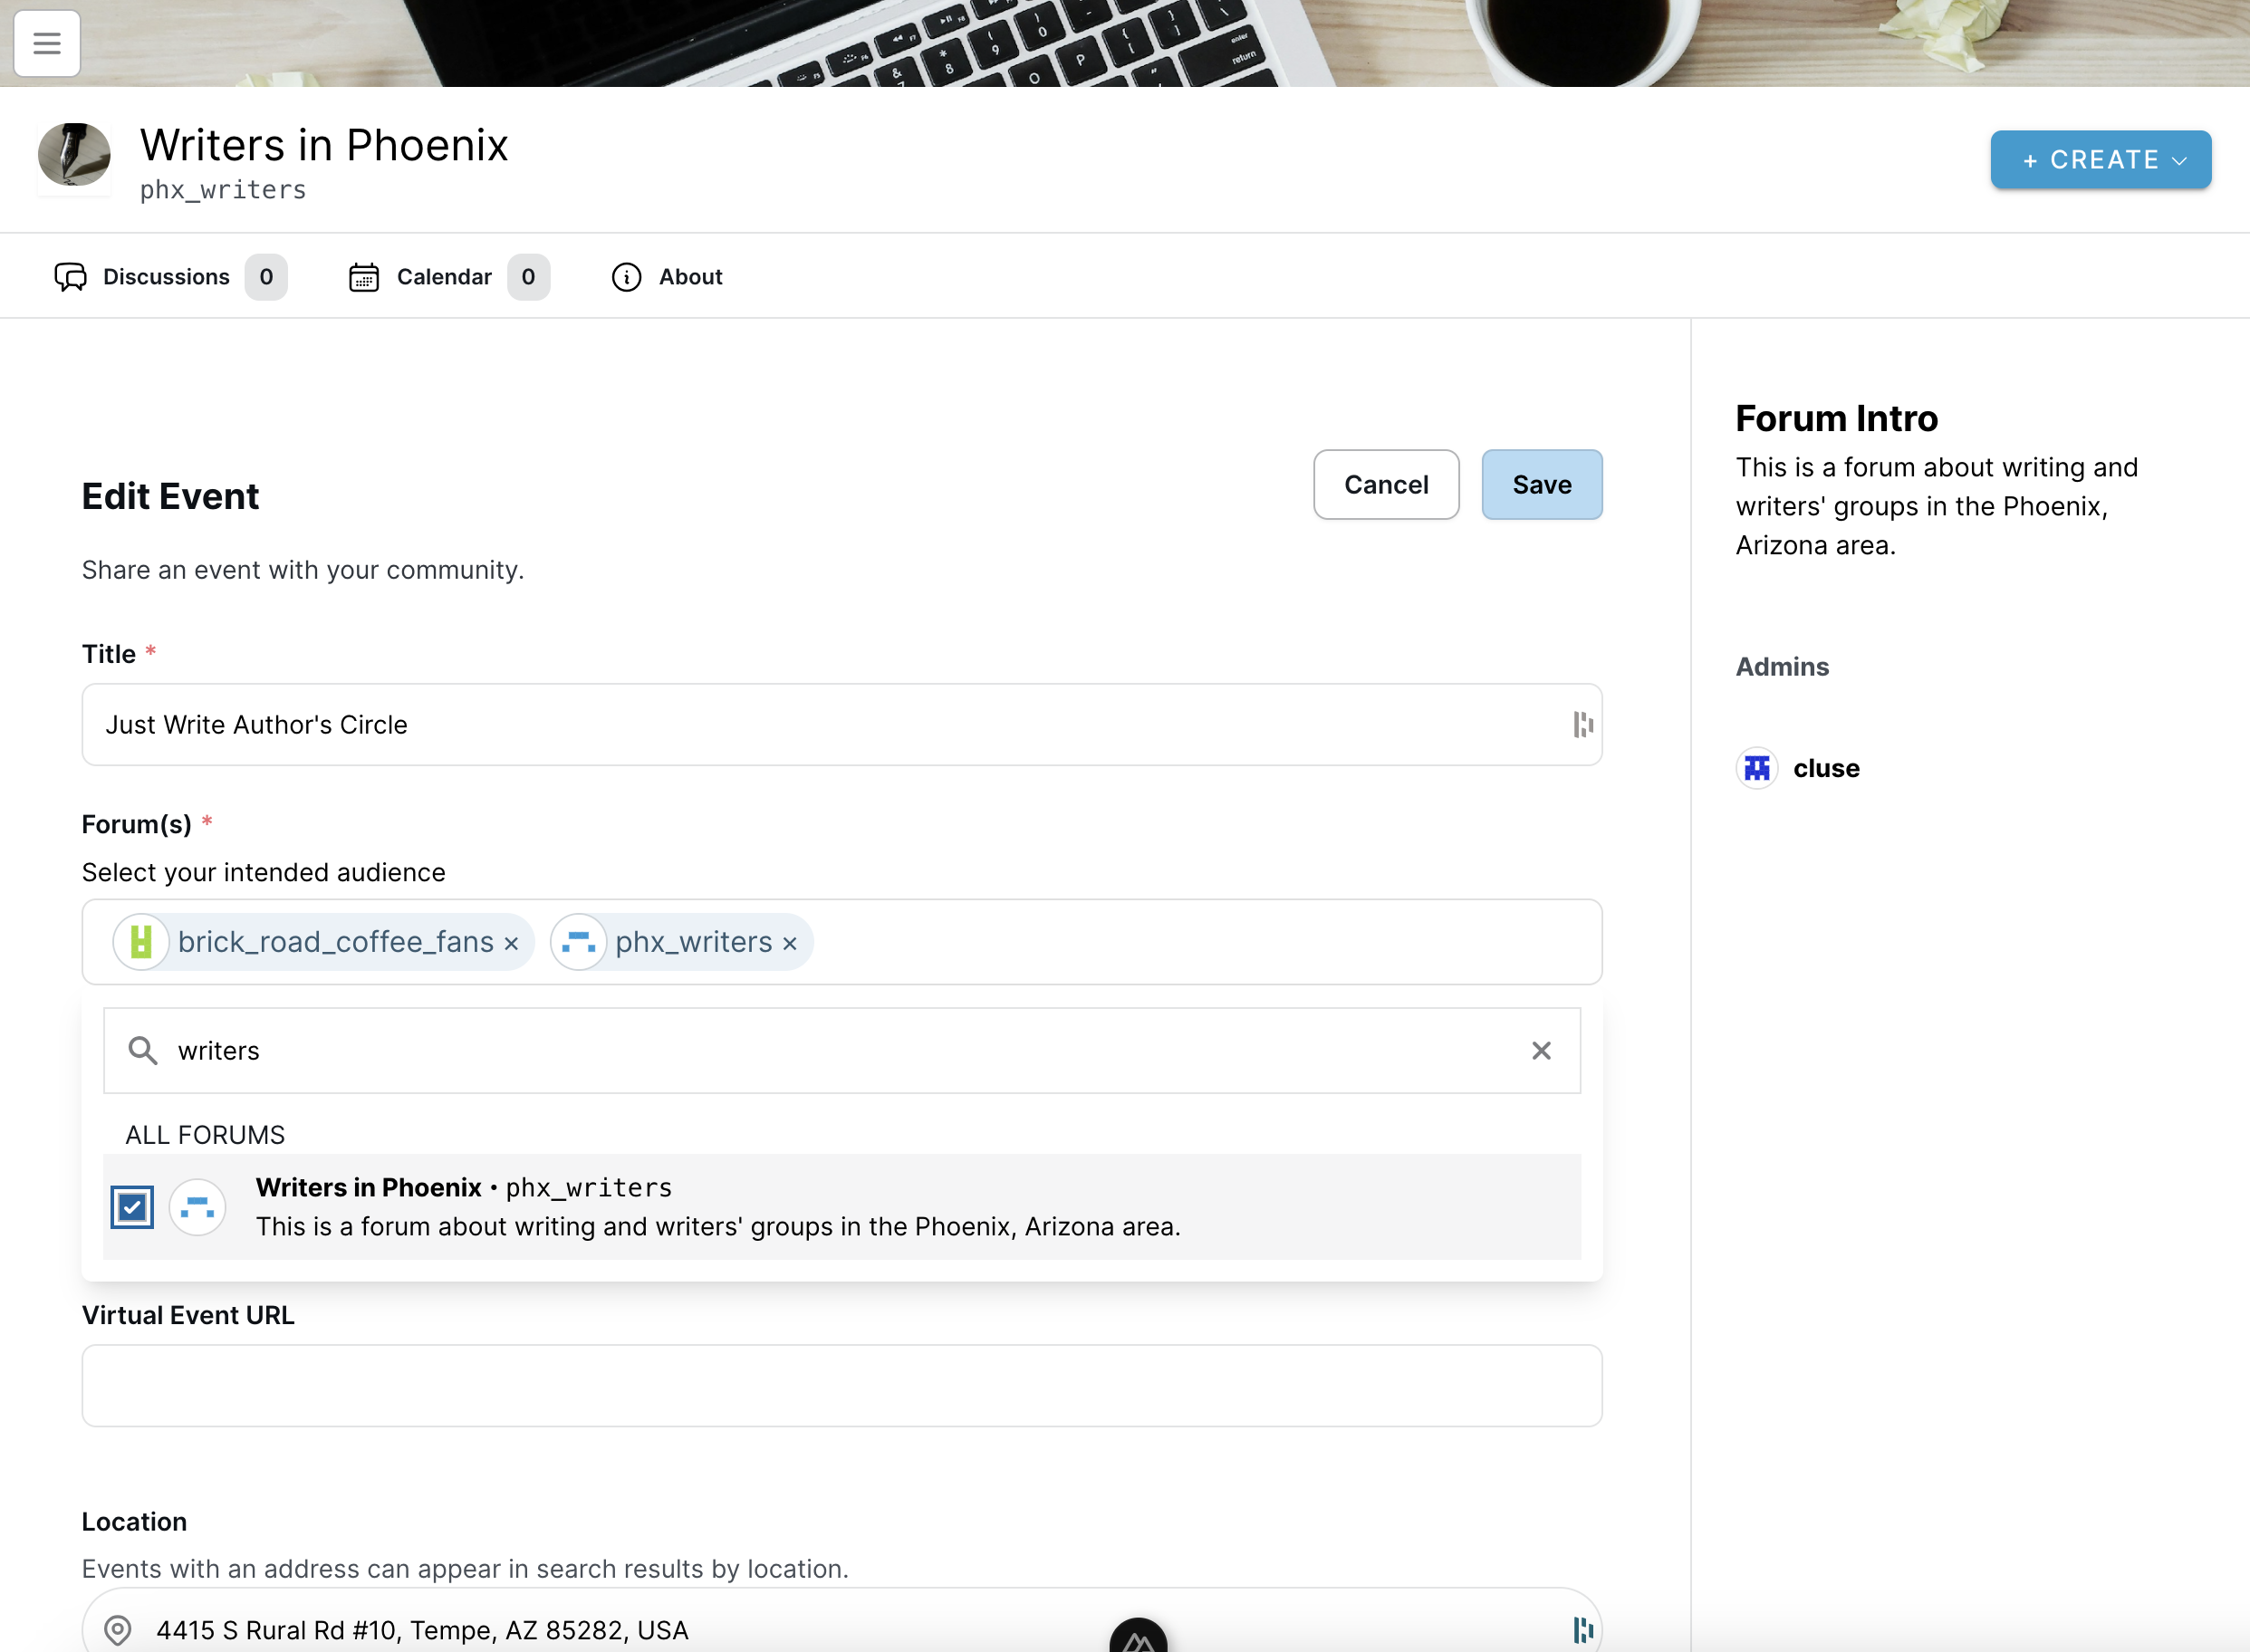 Writers in Phoenix
phx_writers
+ CREATE
Discussions 0
Calendar 0
About
Edit Event
Cancel
Save
Share an event with your community.
Title *
Just Write Author's Circle
Forum(s) *
Select your intended audience
brick_road_coffee_fans ×
phx_writers ×
writers
ALL FORUMS
Writers in Phoenix • phx_writers
This is a forum about writing and writers' groups in the Phoenix, Arizona area.
Virtual Event URL
Location
Events with an address can appear in search results by location.
4415 S Rural Rd #10, Tempe, AZ 85282, USA
Forum Intro
This is a forum about writing and
writers' groups in the Phoenix,
Arizona area.
Admins
cluse